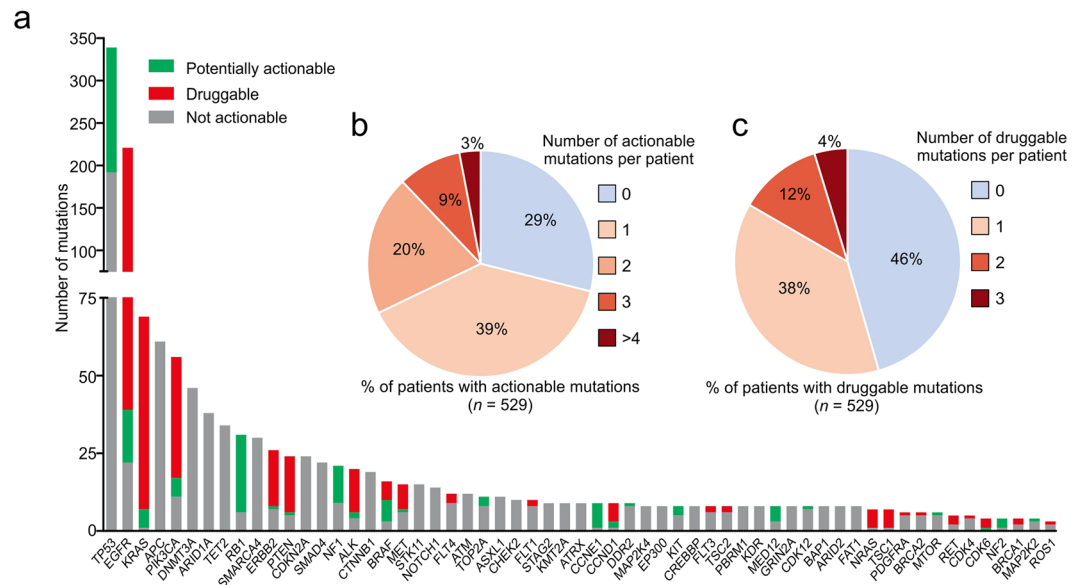 a
350
300
250
200
150
100
75
50
25
0
Number of mutations
Potentially actionable
Druggable
Not actionable
b
Number of actionable
mutations per patient
3%
9%
29%
20%
39%
0
1
2
3
>4
% of patients with actionable mutations
(n = 529)
c
Number of druggable
mutations per patient
4%
12%
46%
38%
0
1
2
3
% of patients with druggable mutations
(n = 529)
TP53
EGFR
KRAS
APC
PIK3CA
DNMT3A
ARID1A
TET2
RB1
SMARCA4
ERBB2
PTEN
CDKN2A
SMAD4
NF1
ALK
CTNNB1
BRAF
MET
STK11
NOTCH1
FLT4
ATM
TOP2A
ASXL1
CHEK2
FLT1
STAG2
KMT2A
ATRX
CCNE1
CCND1
DDR2
MAP2K4
EP300
KIT
CREBBP
FLT3
TSC2
PBRM1
KDR
MED12
GRIN2A
CDK12
BAP1
ARID2
FAT1
NRAS
TSC1
PDGFRA
BRCA2
MTOR
RET
CDK4
CDK6
NF2
BRCA1
MAP2K2
ROS1